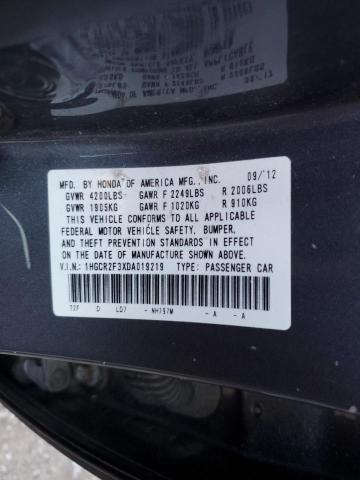 MFD. BY HONDA OF AMERICA MFG.,INC. 09/12
GVWR 4200LBS GAWR F 2249LBS R 2006LBS
GVWR 1905KG GAWR F 1020KG R 910KG
THIS VEHICLE CONFORMS TO ALL APPLICABLE
FEDERAL MOTOR VEHICLE SAFETY, BUMPER,
AND THEFT PREVENTION STANDARDS IN EFFECT
ON THE DATE OF MANUFACTURE SHOWN ABOVE.
V.I.N.: 1HGCR2F3XDA019219 TYPE: PASSENGER CAR
T2F D LD7 - NH797M - A - A